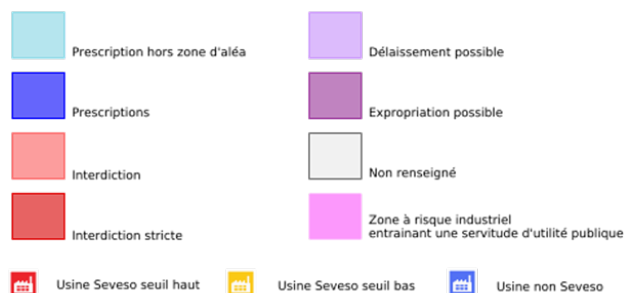 Prescription hors zone d'aléa
Délaissement possible
Prescriptions
Expropriation possible
Interdiction
Non renseigné
Interdiction stricte
Zone à risque industriel
entrainant une servitude d'utilité publique
Usine Seveso seuil haut
Usine Seveso seuil bas
Usine non Seveso